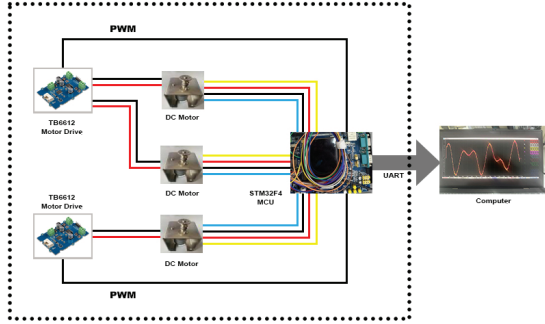 PWM
TB6612
Motor Drive
DC Motor
DC Motor
STM32F4
MCU
UART
Computer
TB6612
Motor Drive
DC Motor
PWM